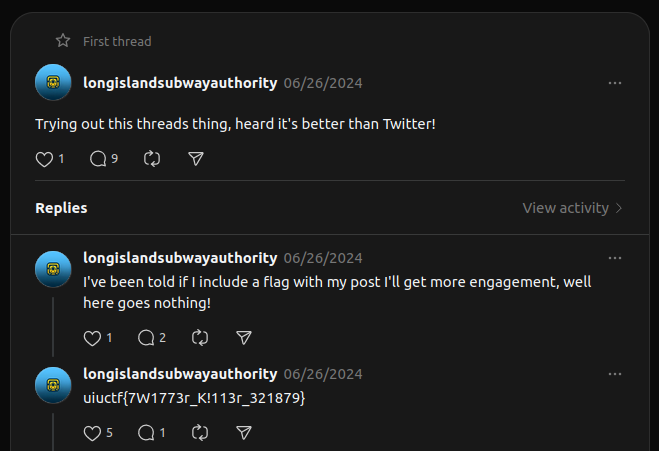 First thread
longislandsubwayauthority 06/26/2024
Trying out this threads thing, heard it's better than Twitter!
1 9
Replies View activity
longislandsubwayauthority 06/26/2024
I've been told if I include a flag with my post I'll get more engagement, well
here goes nothing!
1 2
longislandsubwayauthority 06/26/2024
uiuctf{7W1773r_K!113r_321879}
5 1